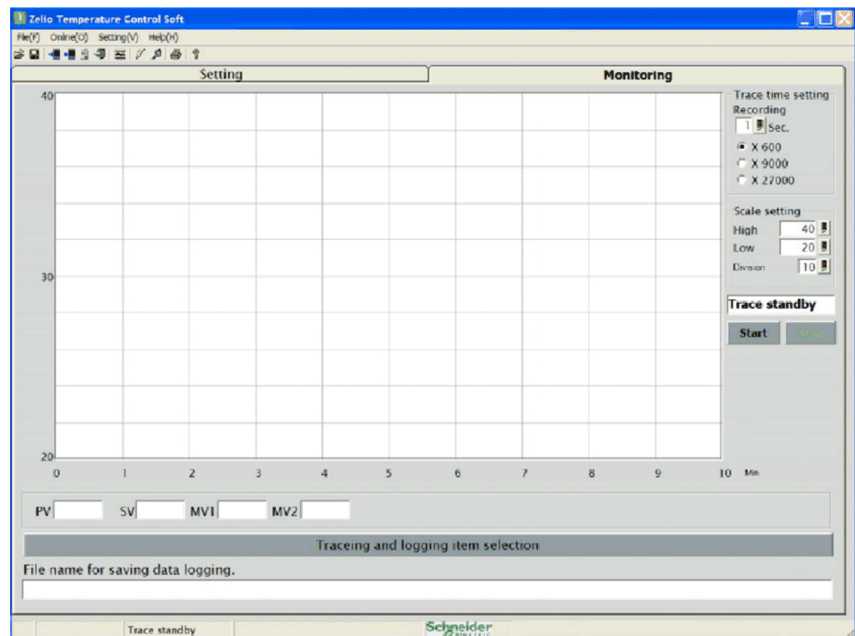 Zelio Temperature Control Soft
File(F) Online(O) Setting(V) Help(H)
Setting Monitoring
40
30
20
0 1 2 3 4 5 6 7 8 9 10 Min
Trace time setting
Recording
1 Sec.
X 600
X 9000
X 27000
Scale setting
High 40
Low 20
Division 10
Trace standby
Start Stop
PV SV MV1 MV2
Traceing and logging item selection
File name for saving data logging.
Trace standby
Schneider
Electric